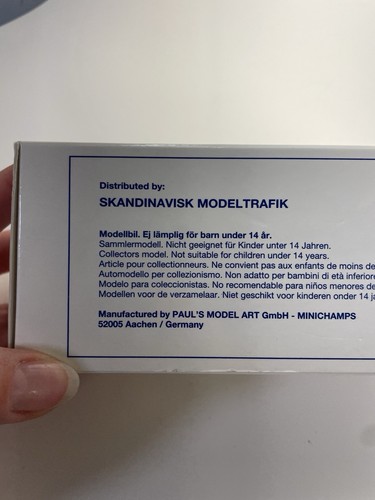 Distributed by:
SKANDINAVISK MODELTRAFIK
Modellbil. Ej lämplig för barn under 14 år.
Sammlermodell. Nicht geeignet für Kinder unter 14 Jahren.
Collectors model. Not suitable for children under 14 years.
Article pour collectionneurs. Ne convient pas aux enfants de moins de
Automodello per collezionismo. Non adatto per bambini di età inferiore
Modelo para coleccionistas. No recomendable para niños menores de
Modellen voor de verzamelaar. Niet geschikt voor kinderen onder 14
Manufactured by PAUL'S MODEL ART GmbH - MINICHAMPS
52005 Aachen / Germany